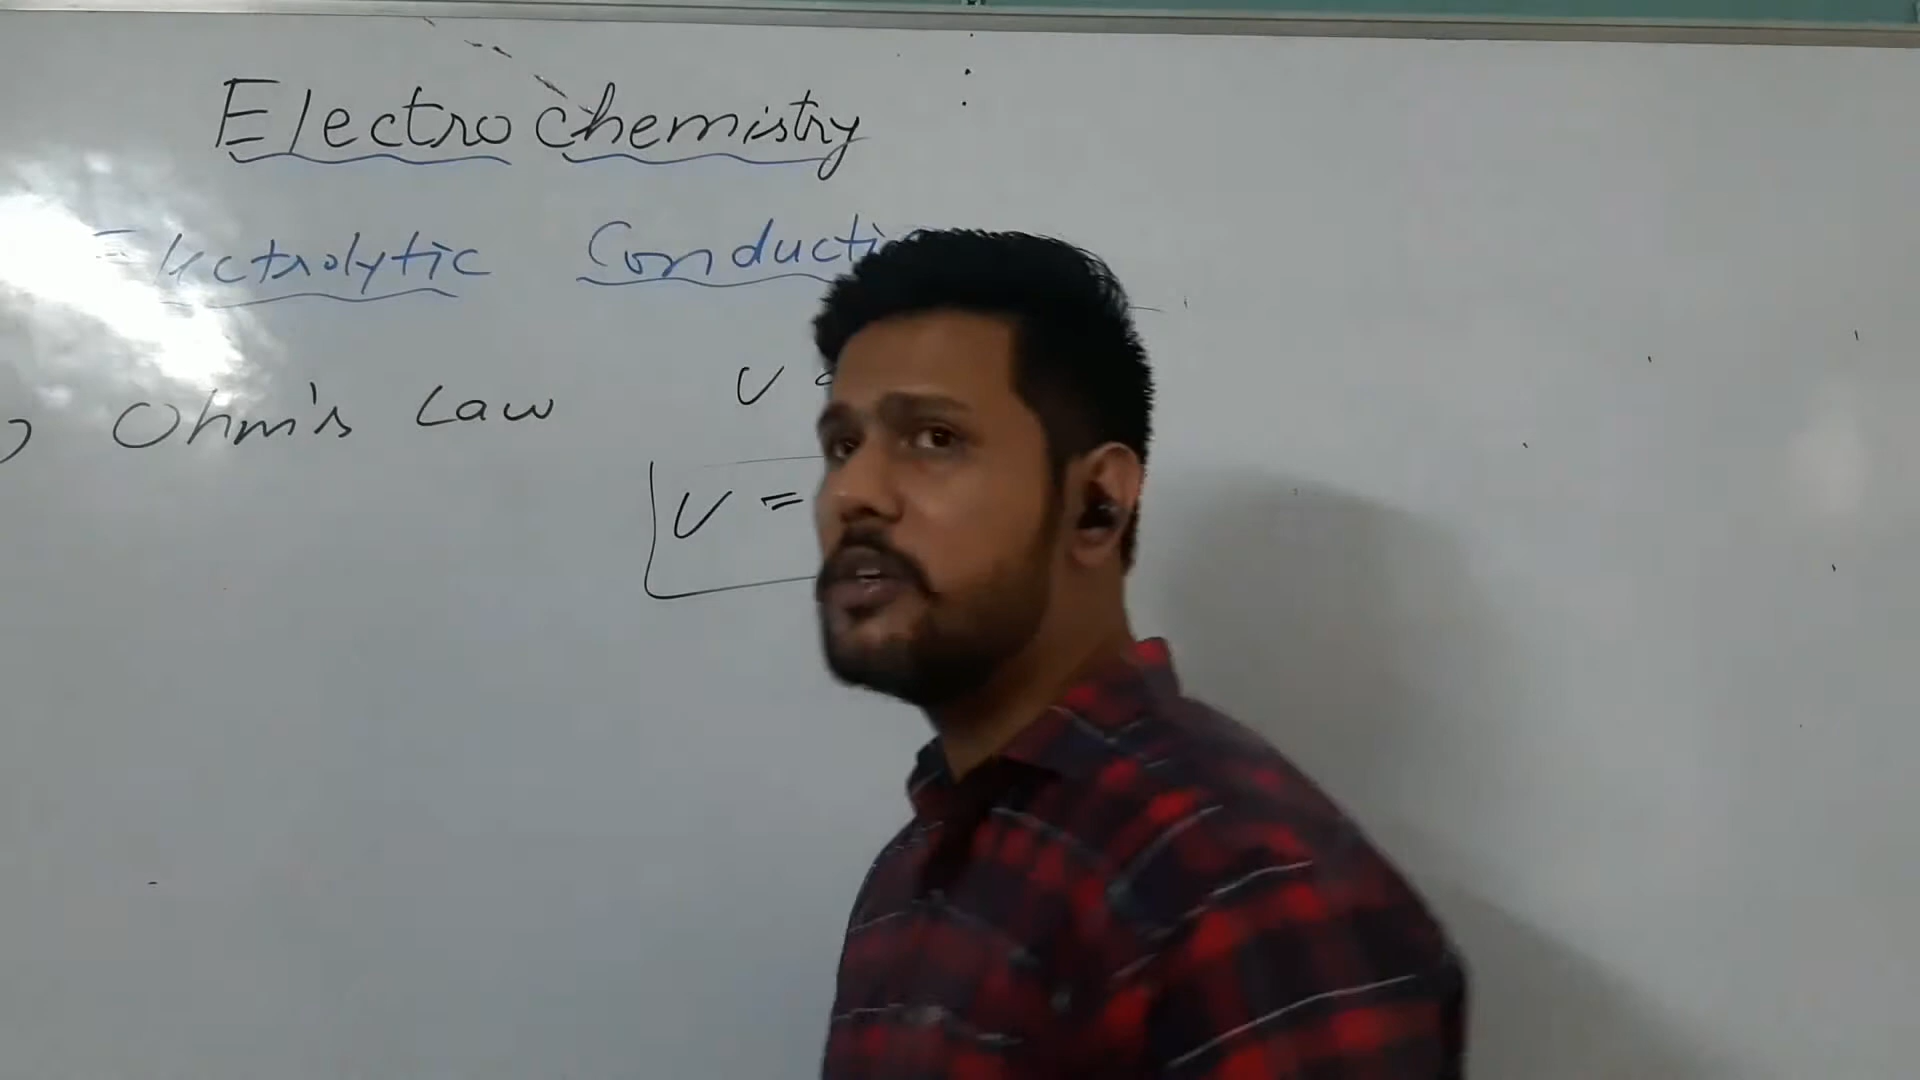 Electrochemistry
Electrolytic Conducti
) Ohm's Law
V
V =